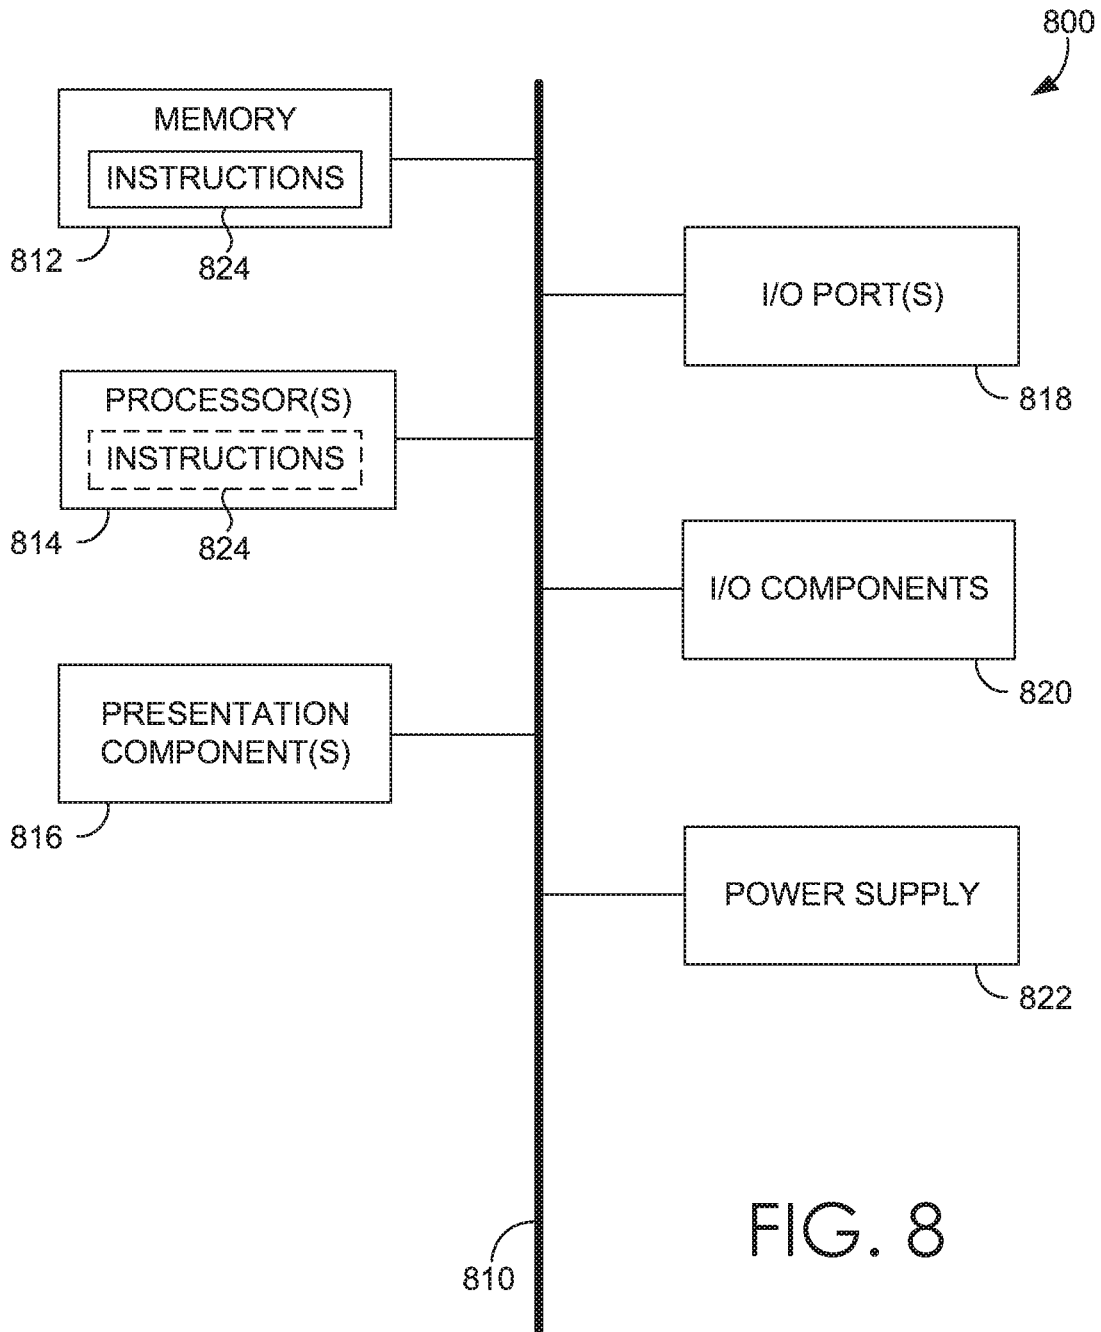 800
MEMORY
INSTRUCTIONS
812
824
I/O PORT(S)
818
PROCESSOR(S)
INSTRUCTIONS
814
824
I/O COMPONENTS
820
PRESENTATION
COMPONENT(S)
816
POWER SUPPLY
822
810
FIG. 8